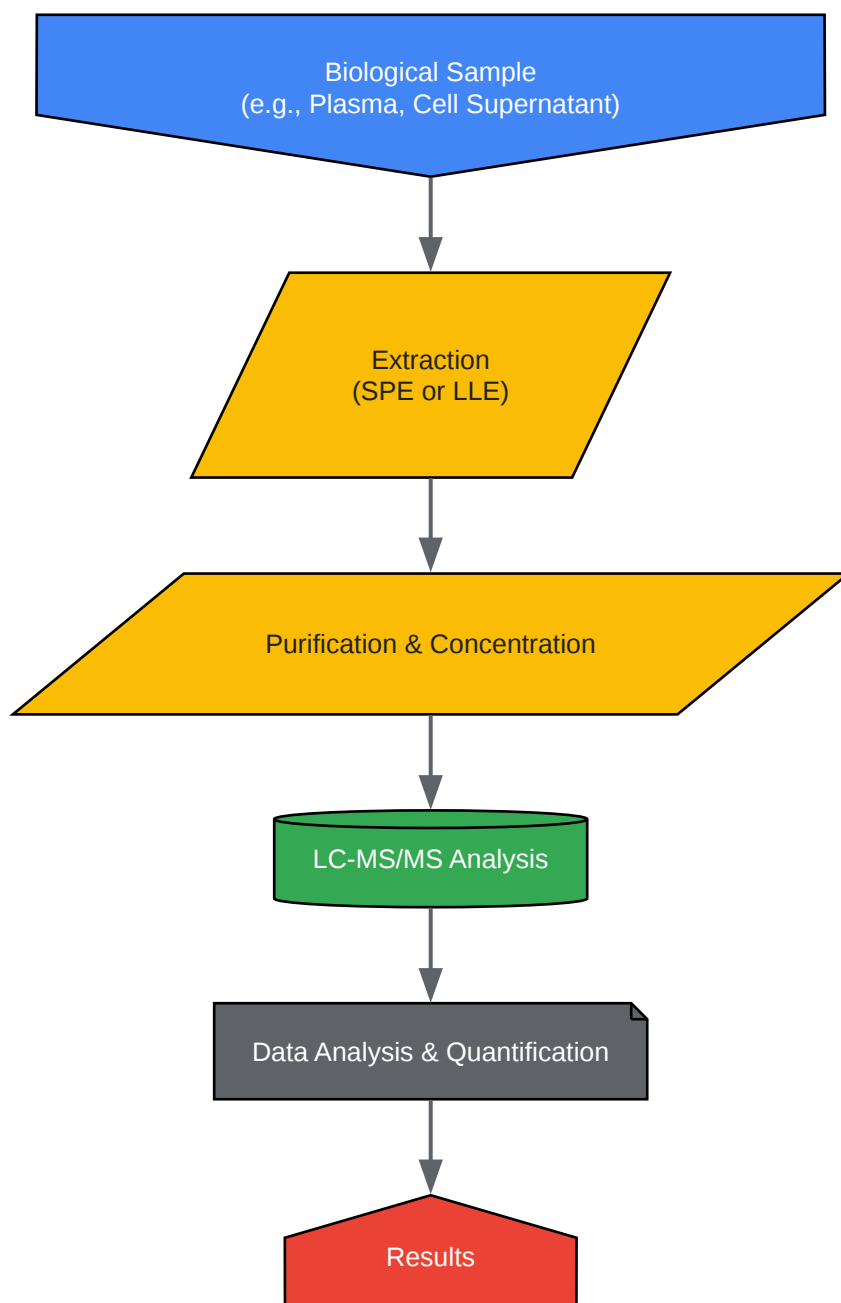 Biological Sample
(e.g., Plasma, Cell Supernatant)
Extraction
(SPE or LLE)
Purification & Concentration
LC-MS/MS Analysis
Data Analysis & Quantification
Results